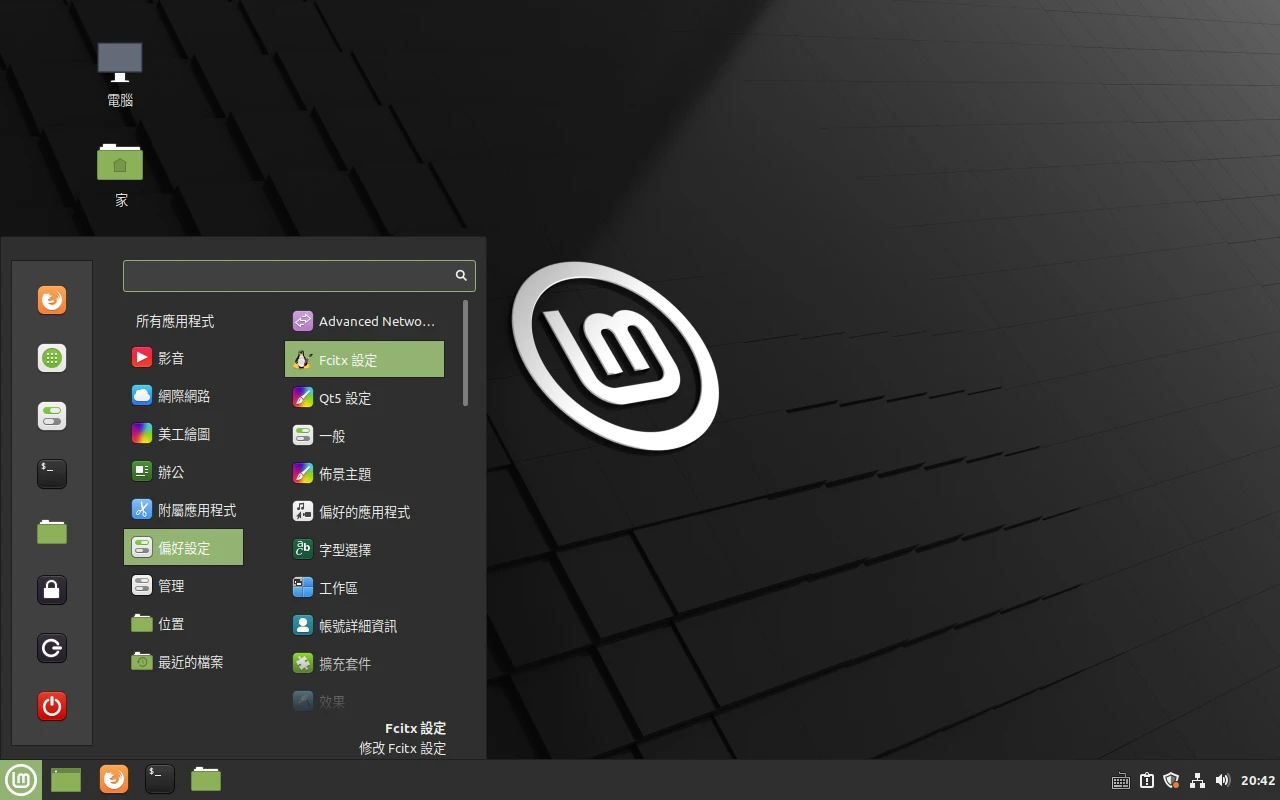 電腦
家
所有應用程式
影音
網際網路
美工繪圖
辦公
附屬應用程式
偏好設定
管理
位置
最近的檔案
Advanced Netwo...
Fcitx 設定
Qt5 設定
一般
佈景主題
偏好的應用程式
字型選擇
工作區
帳號詳細資訊
擴充套件
效果
Fcitx 設定
修改 Fcitx 設定
20:42